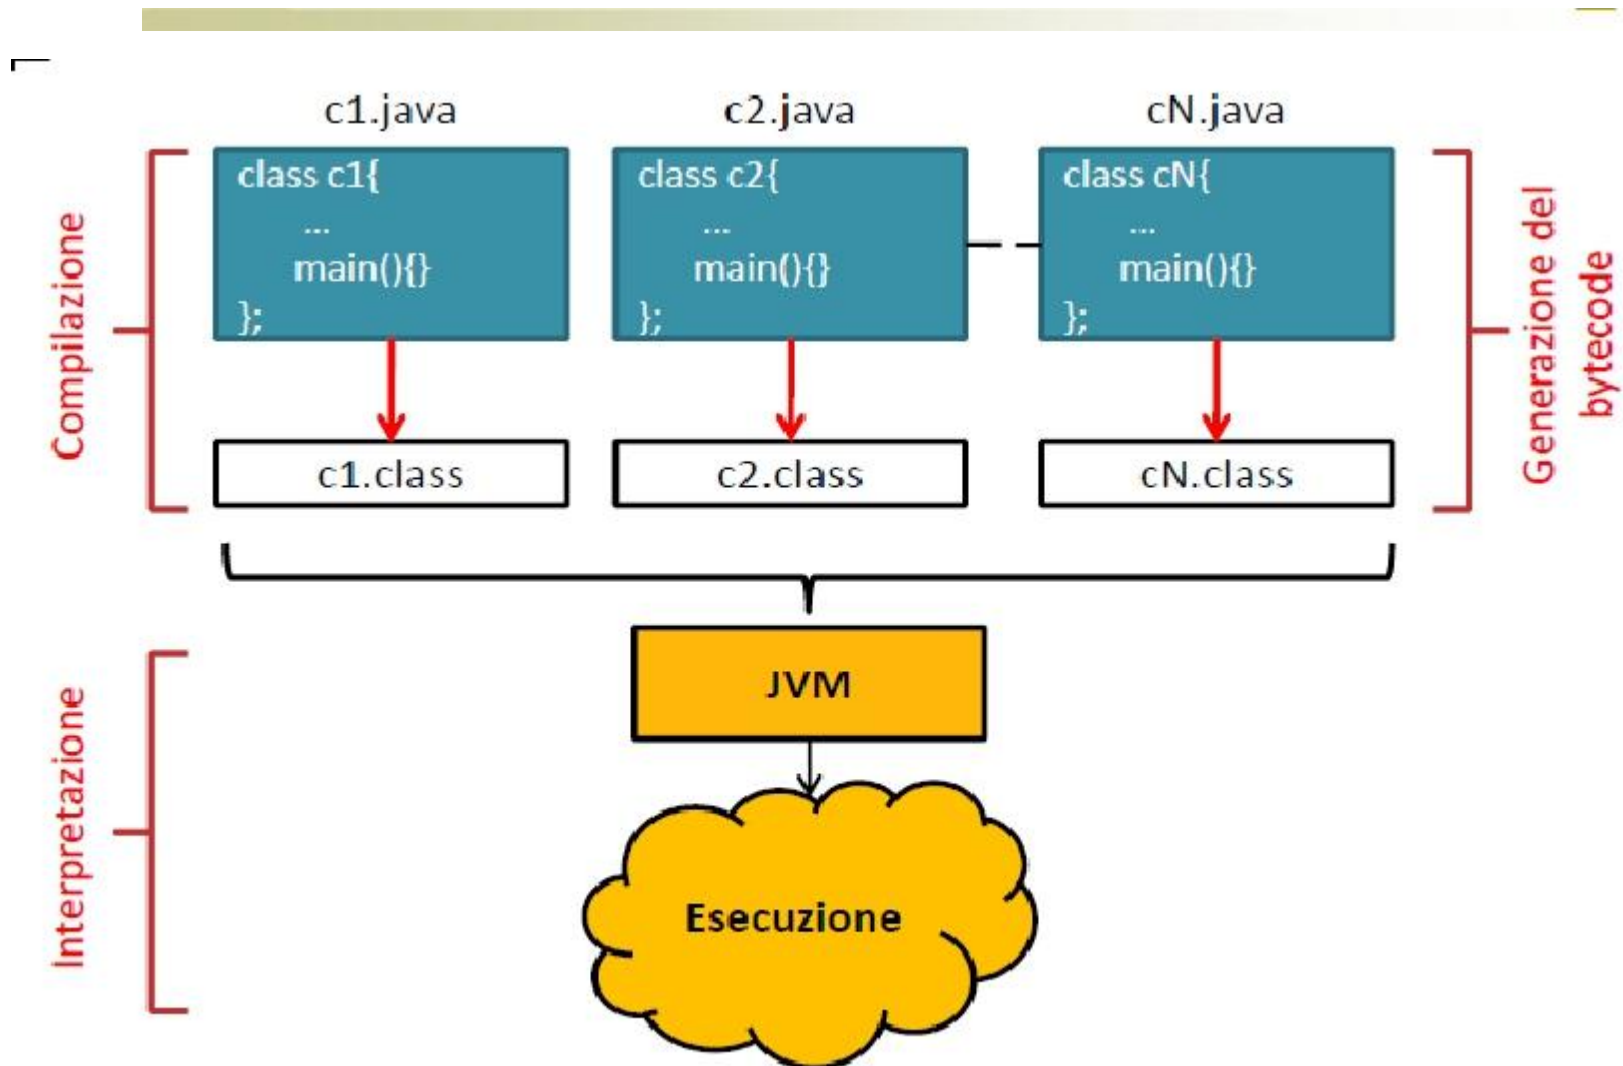 c1.java
c2.java
cN.java
class c1{
...
main(){}
};
class c2{
...
main(){}
};
class cN{
...
main(){}
};
Compilazione
Generazione del
bytecode
c1.class
c2.class
cN.class
JVM
Interpretazione
Esecuzione